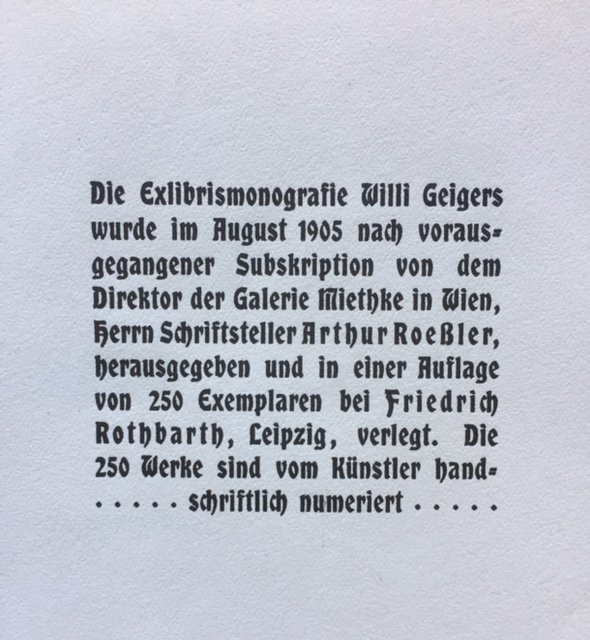 Die Exlibrismonografie Willi Geigers
wurde im August 1905 nach voraus-
gegangener Subskription von dem
Direktor der Galerie Miethke in Wien,
Herrn Schriftsteller Arthur Roeßler,
herausgegeben und in einer Auflage
von 250 Exemplaren bei Friedrich
Rothbarth, Leipzig, verlegt. Die
250 Werke sind vom Künstler hand-
. . . . . schriftlich numeriert . . . . .